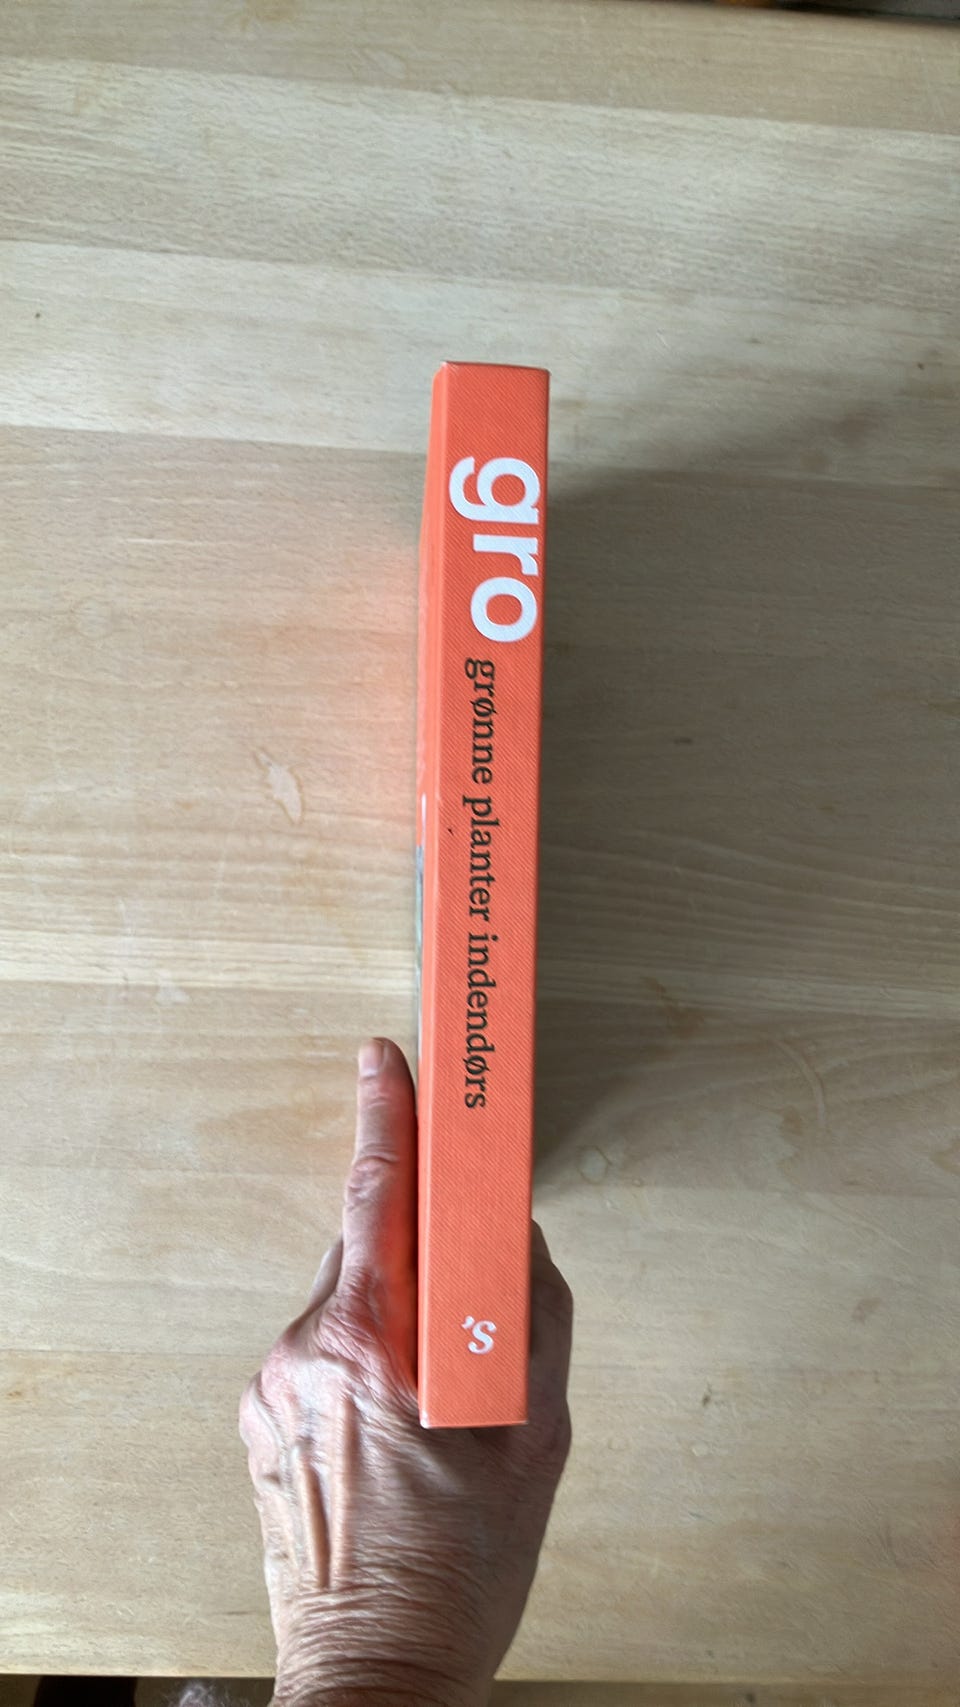 gro
grønne planter indendørs
's